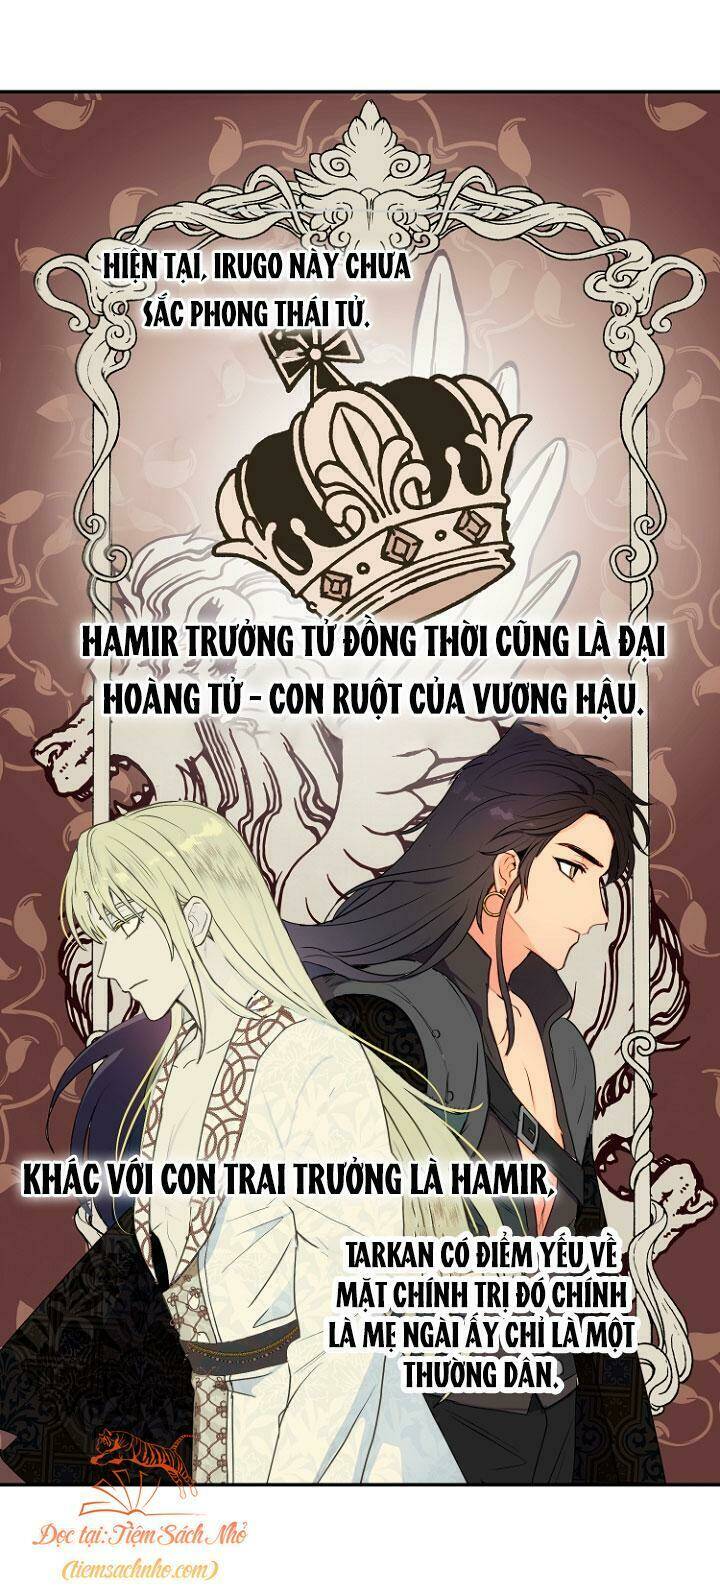 HIỆN TẠI, IRUGO NÀY CHƯA
SẮC PHONG THÁI TỬ.
HAMIR TRƯỞNG TỬ ĐỒNG THỜI CŨNG LÀ ĐẠI
HOÀNG TỬ - CON RUỘT CỦA VƯƠNG HẬU.
KHÁC VỚI CON TRAI TRƯỞNG LÀ HAMIR,
TARKAN CÓ ĐIỂM YẾU VỀ
MẶT CHÍNH TRỊ ĐÓ CHÍNH
LÀ MẸ NGÀI ẤY CHỈ LÀ MỘT
THƯỜNG DÂN.
Đọc tại: Tiệm Sách Nhỏ
(tiemsachnho.com)